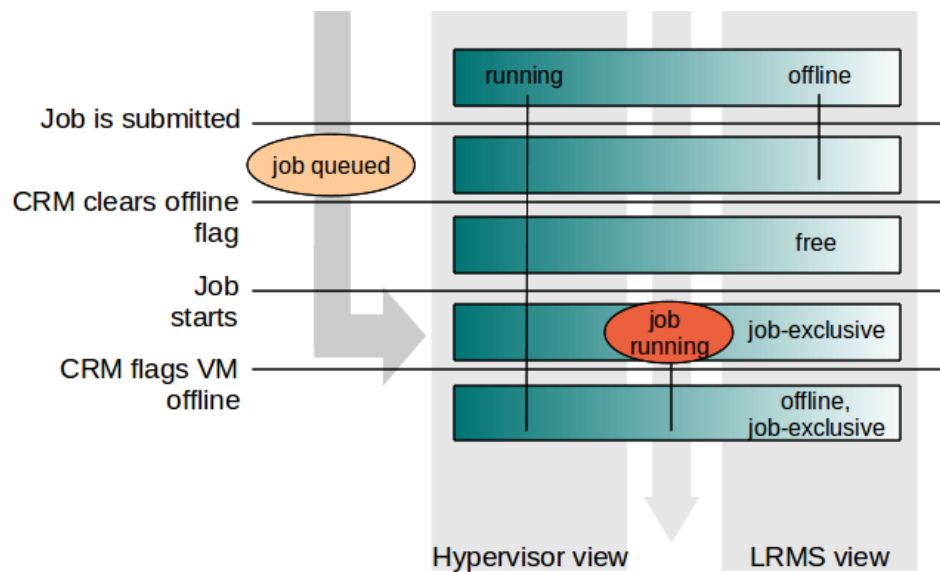 running
offline
Job is submitted
job queued
CRM clears offline
flag
free
Job
starts
job
running
job-exclusive
CRM flags VM
offline
offline,
job-exclusive
Hypervisor view
LRMS view